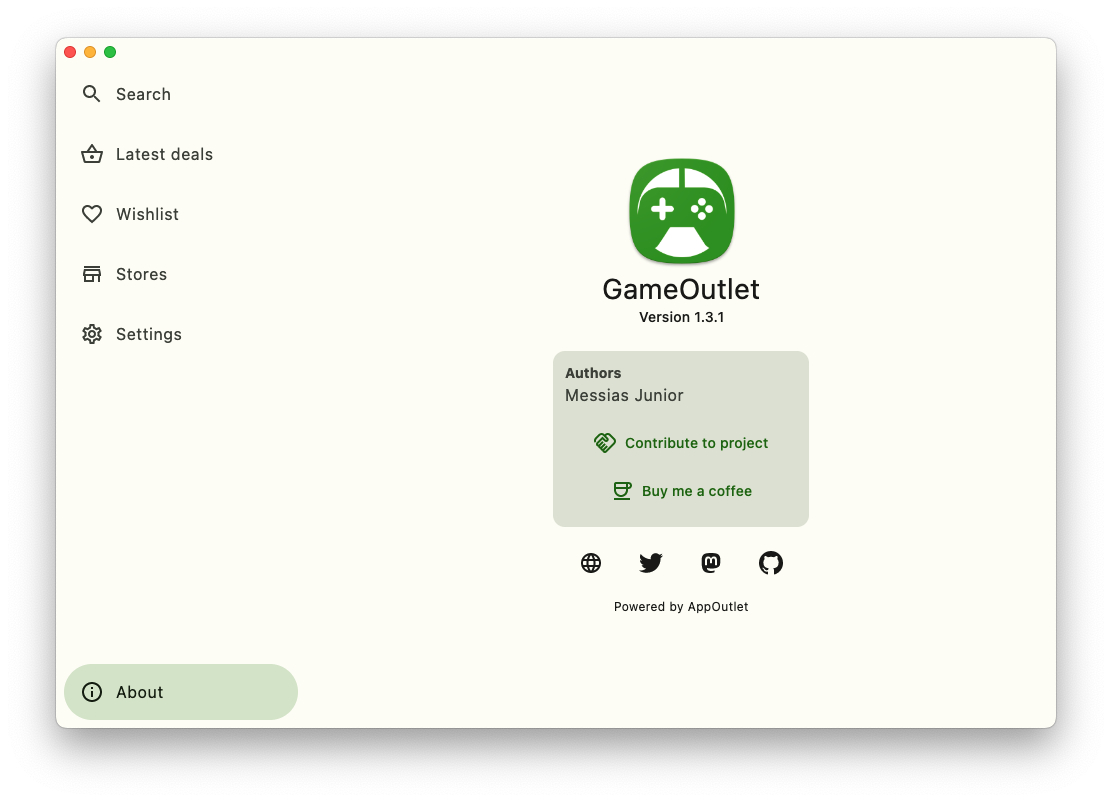 Search
Latest deals
Wishlist
Stores
Settings
About
GameOutlet
Version 1.3.1
Authors
Messias Junior
Contribute to project
Buy me a coffee
Powered by AppOutlet